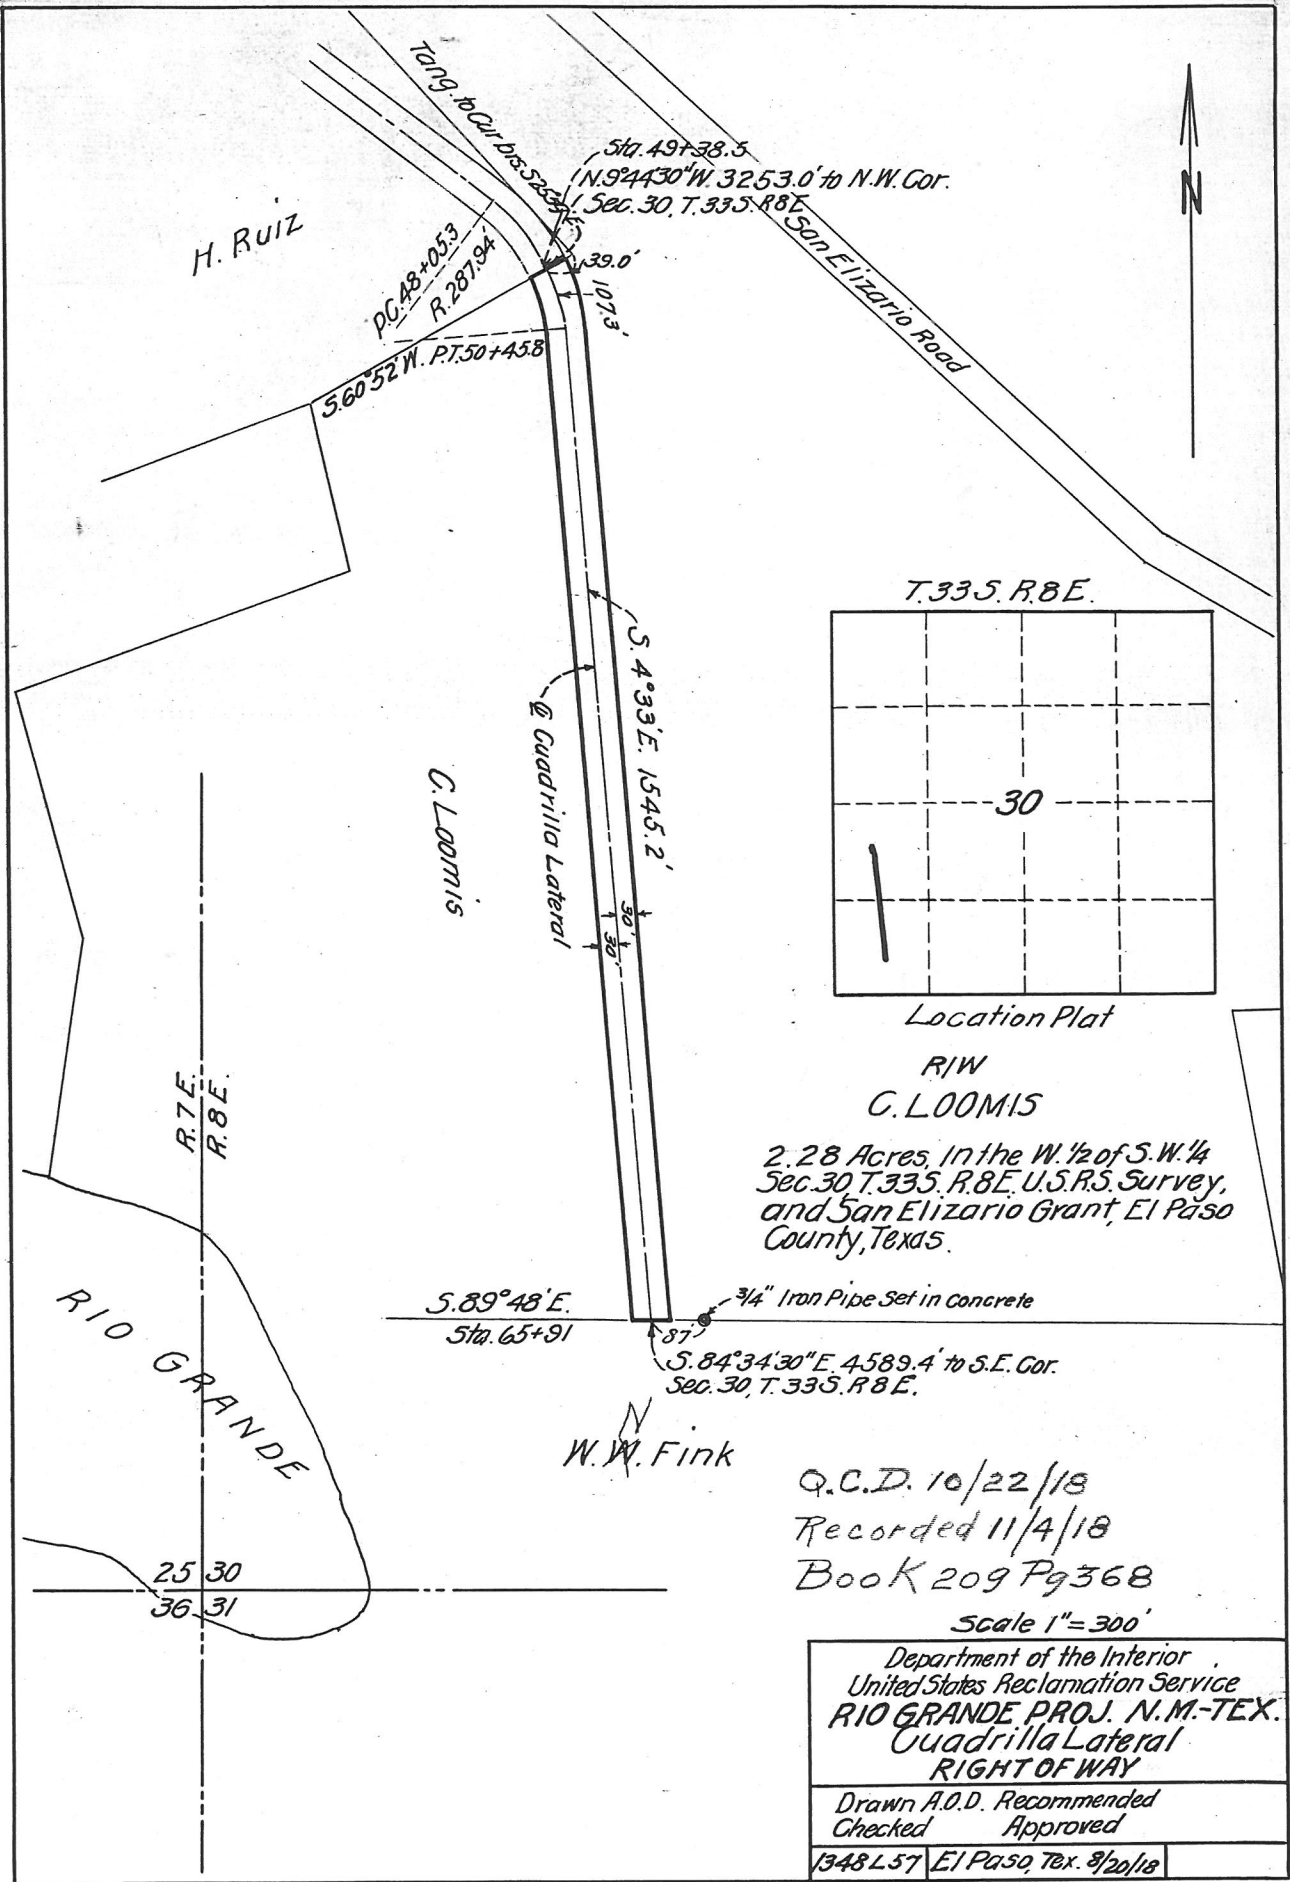 Tang. to Cur. brs. S25°59'E.
Sta. 49+38.5
N.9°44'30"W. 3253.0' to N.W. Cor.
Sec. 30, T. 33S. R8E
San Elizario Road
N
H. Ruiz
P.C. 48+05.3
R. 287.94'
39.0'
107.3'
S.60°52'W. P.T. 50+45.8
S. 4°33'E. 1545.2'
₵ Cuadrilla Lateral
C. Loomis
30'
30'
T.33S. R.8E.
30
Location Plat
R/W
C. LOOMIS
2.28 Acres, in the W.½ of S.W.¼
Sec. 30, T.33S. R.8E. U.S.R.S. Survey,
and San Elizario Grant, El Paso
County, Texas.
R.7E.
R.8E.
RIO GRANDE
S.89°48'E.
Sta. 65+91
¾" Iron Pipe Set in Concrete
87'
S.84°34'30"E. 4589.4' to S.E. Cor.
Sec. 30, T. 33S. R8E.
N
W.W. Fink
Q.C.D. 10/22/18
Recorded 11/4/18
Book 209 Pg 368
25 30
36 31
Scale 1"=300'
Department of the Interior
United States Reclamation Service
RIO GRANDE PROJ. N.M.-TEX.
Cuadrilla Lateral
RIGHT OF WAY
Drawn A.O.D. Recommended
Checked Approved
1348 L57 El Paso, Tex. 8/20/18